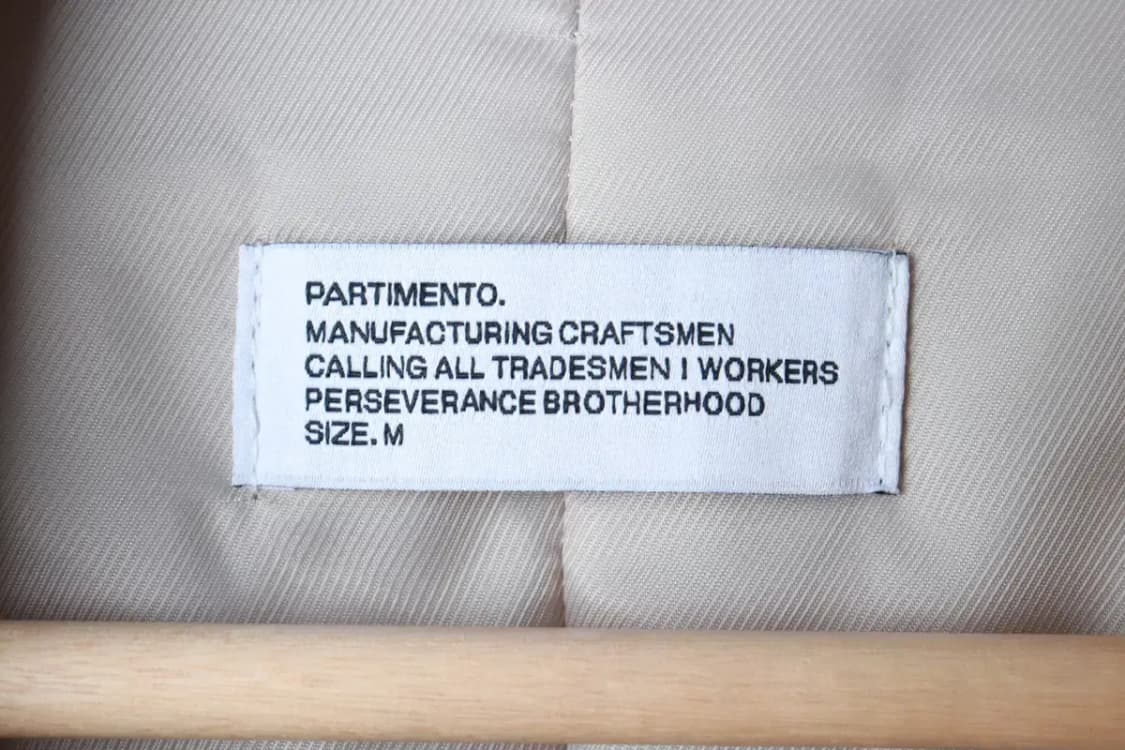 PARTIMENTO.
MANUFACTURING CRAFTSMEN
CALLING ALL TRADESMEN I WORKERS
PERSEVERANCE BROTHERHOOD
SIZE. M